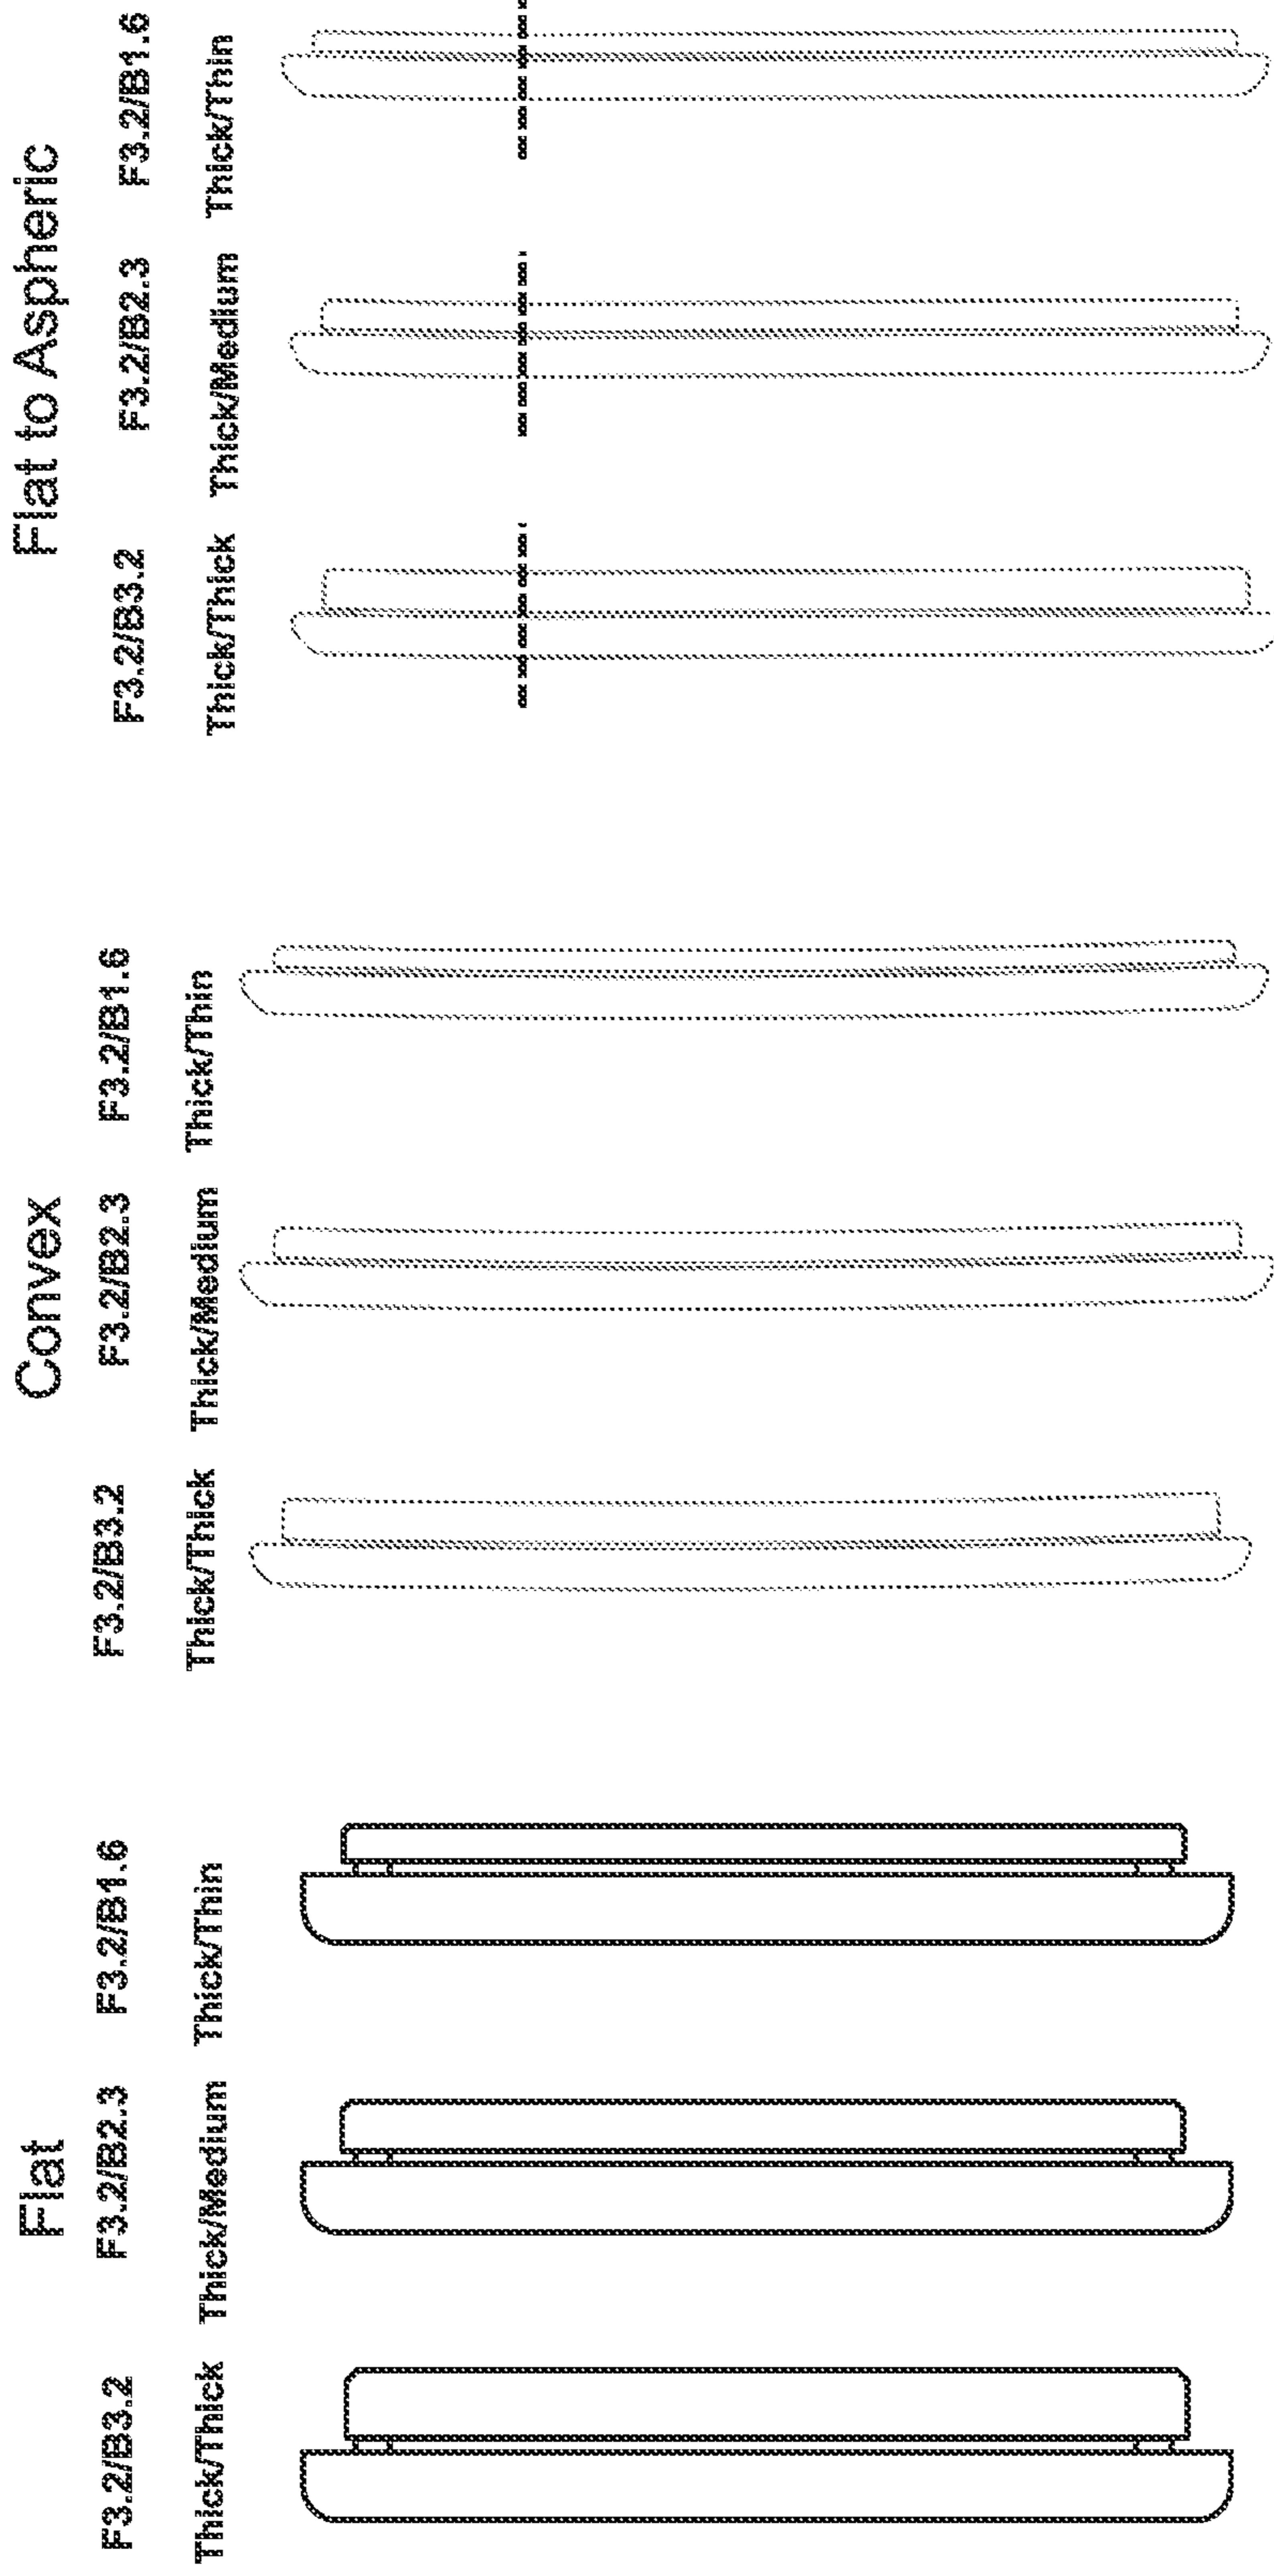 Flat
Convex
Flat to Aspheric
F3.2/B3.2
F3.2/B2.3
F3.2/B1.6
F3.2/B3.2
F3.2/B2.3
F3.2/B1.6
F3.2/B3.2
F3.2/B2.3
F3.2/B1.6
Thick/Thick
Thick/Medium
Thick/Thin
Thick/Thick
Thick/Medium
Thick/Thin
Thick/Thick
Thick/Medium
Thick/Thin